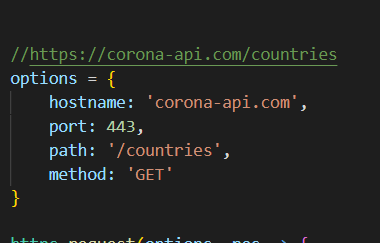 //https://corona-api.com/countries
options = {
    hostname: 'corona-api.com',
    port: 443,
    path: '/countries',
    method: 'GET'
}